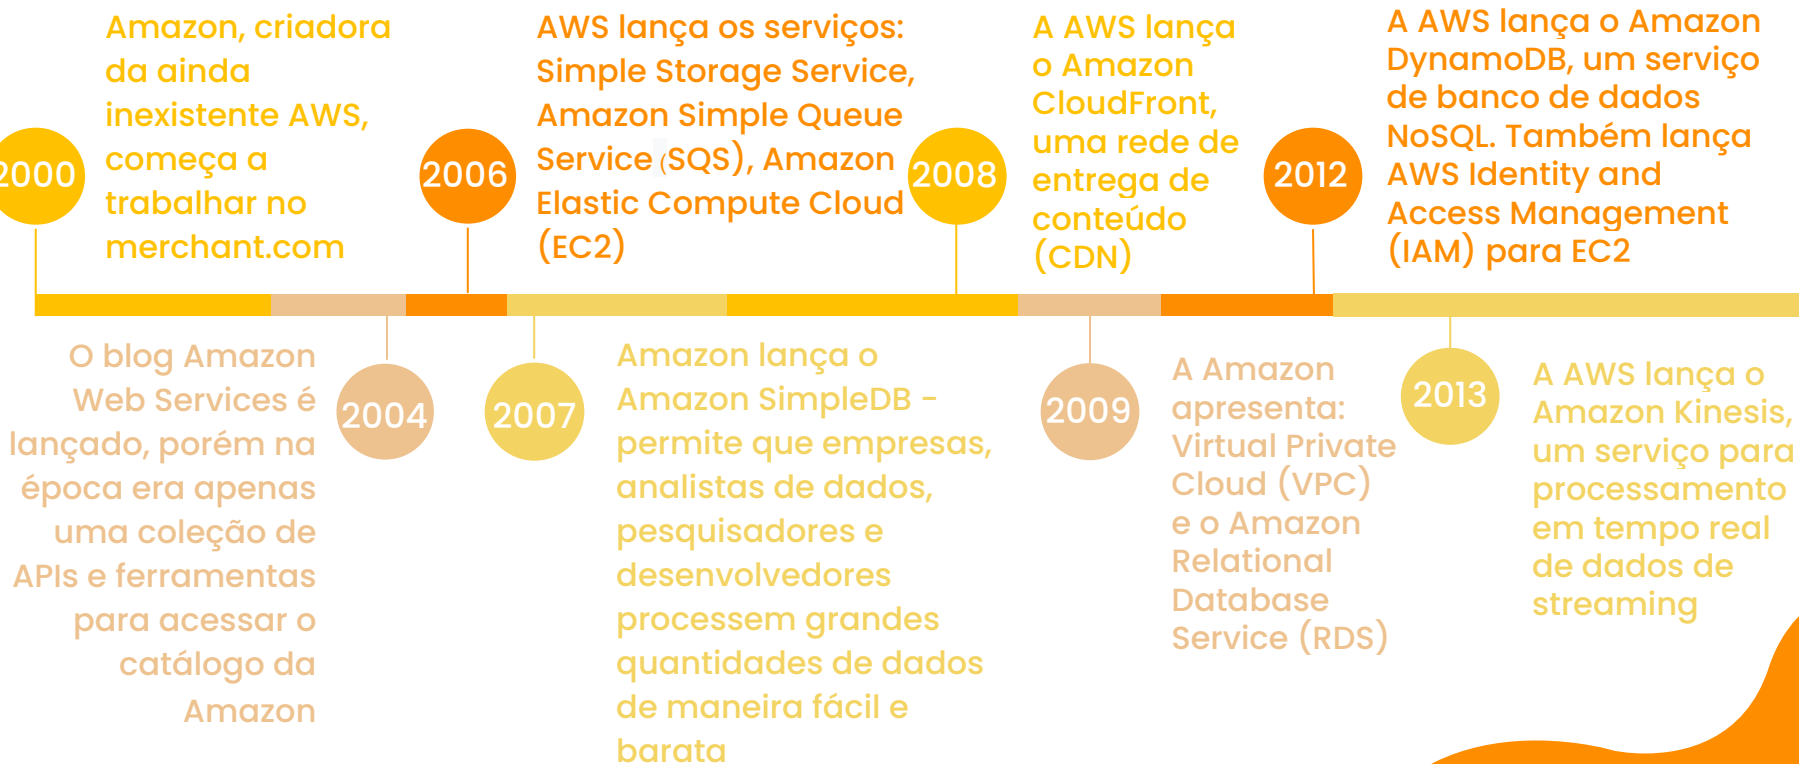 2000
Amazon, criadora
da ainda
inexistente AWS,
começa a
trabalhar no
merchant.com
2004
O blog Amazon
Web Services é
lançado, porém na
época era apenas
uma coleção de
APIs e ferramentas
para acessar o
catálogo da
Amazon
2006
AWS lança os serviços:
Simple Storage Service,
Amazon Simple Queue
Service (SQS), Amazon
Elastic Compute Cloud
(EC2)
2007
Amazon lança o
Amazon SimpleDB -
permite que empresas,
analistas de dados,
pesquisadores e
desenvolvedores
processem grandes
quantidades de dados
de maneira fácil e
barata
2008
A AWS lança
o Amazon
CloudFront,
uma rede de
entrega de
conteúdo
(CDN)
2009
A Amazon
apresenta:
Virtual Private
Cloud (VPC)
e o Amazon
Relational
Database
Service (RDS)
2012
A AWS lança o Amazon
DynamoDB, um serviço
de banco de dados
NoSQL. Também lança
AWS Identity and
Access Management
(IAM) para EC2
2013
A AWS lança o
Amazon Kinesis,
um serviço para
processamento
em tempo real
de dados de
streaming